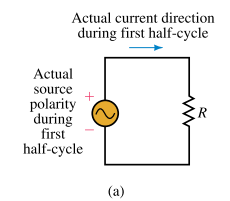 Actual current direction
during first half-cycle
Actual
source
polarity
during
first
half-cycle
+
−
R
(a)